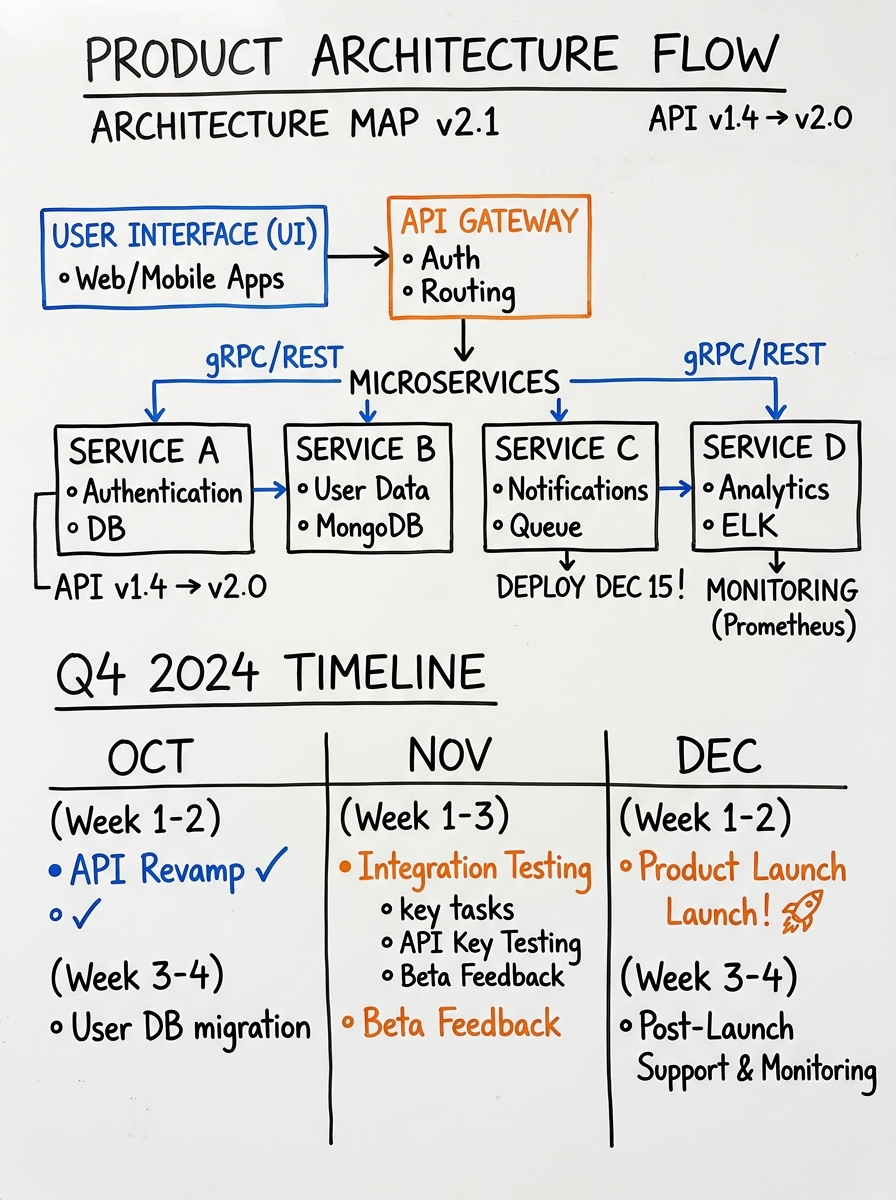 PRODUCT ARCHITECTURE FLOW
ARCHITECTURE MAP v2.1
API v1.4 → v2.0
USER INTERFACE (UI)
Web/Mobile Apps
API GATEWAY
Auth
Routing
gRPC/REST
MICROSERVICES
gRPC/REST
SERVICE A
Authentication
DB
SERVICE B
User Data
MongoDB
SERVICE C
Notifications
Queue
SERVICE D
Analytics
ELK
API v1.4 → v2.0
DEPLOY DEC 15!
MONITORING
(Prometheus)
Q4 2024 TIMELINE
OCT
(Week 1-2)
• API Revamp ✓
✓
(Week 3-4)
User DB migration
NOV
(Week 1-3)
• Integration Testing
key tasks
API Key Testing
Beta Feedback
Beta Feedback
DEC
(Week 1-2)
Product Launch
Launch!
(Week 3-4)
Post-Launch
Support & Monitoring